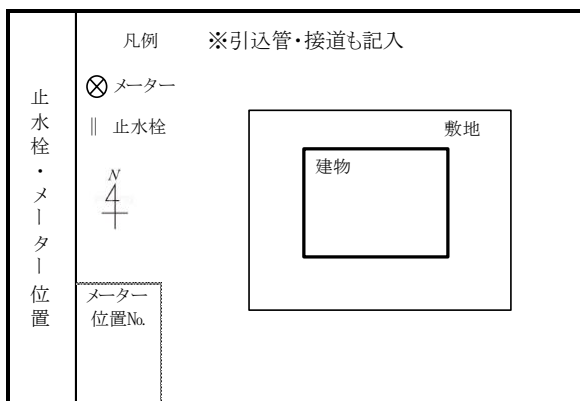 止水栓・メーター位置
凡例　※引込管・接道も記入
メーター
止水栓
敷地
建物
N
メーター
位置№